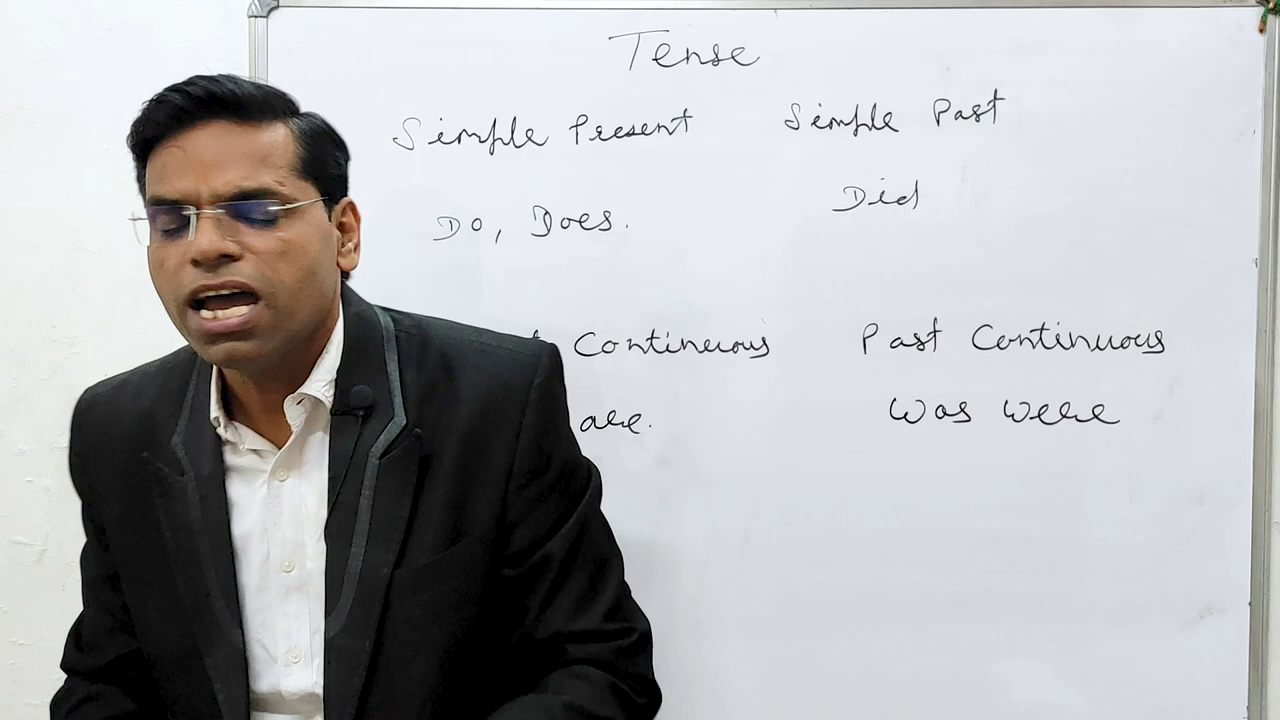 Tense
Simple Present Simple Past
Do, Does. Did
Continuous Past Continuous
are. Was Were